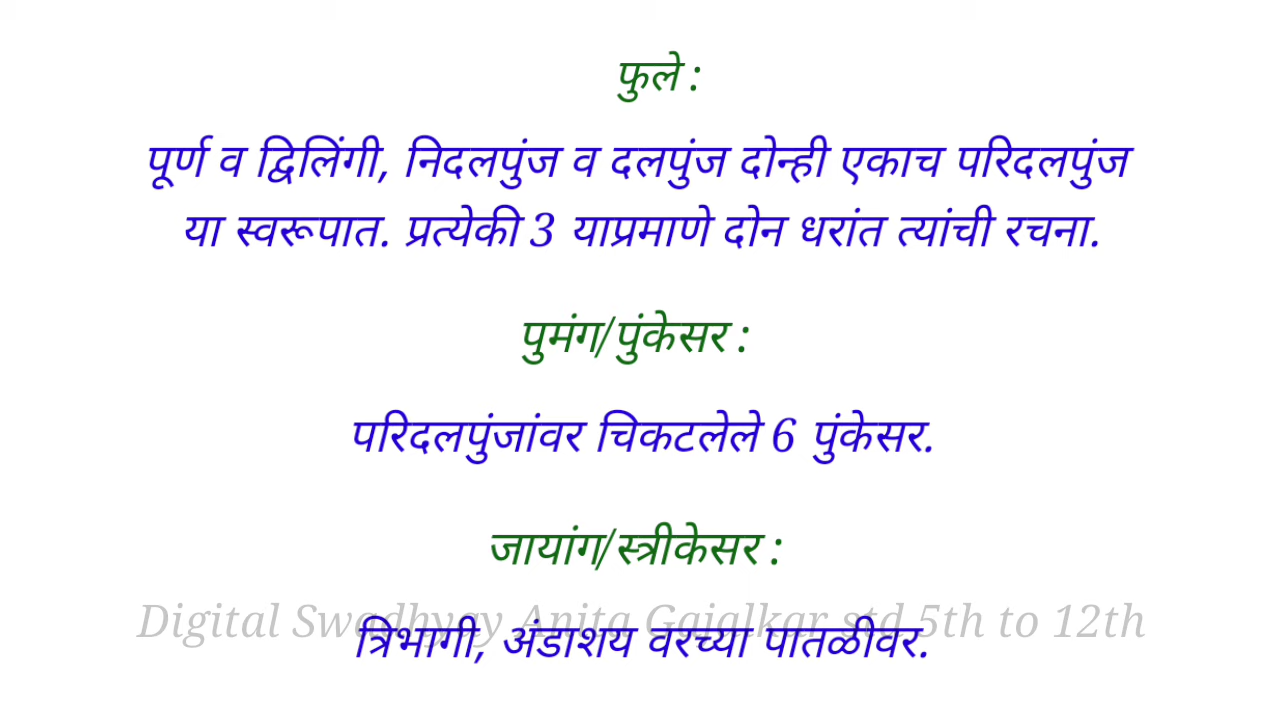 फुले :
पूर्ण व द्विलिंगी, निदलपुंज व दलपुंज दोन्ही एकाच परिदलपुंज
या स्वरूपात. प्रत्येकी 3 याप्रमाणे दोन थरांत त्यांची रचना.
पुमंग/पुंकेसर :
परिदलपुंजांवर चिकटलेले 6 पुंकेसर.
जायांग/स्त्रीकेसर :
Digital Swadhyay Anita Gajalkar std 5th to 12th
त्रिभागी, अंडाशय वरच्या पातळीवर.